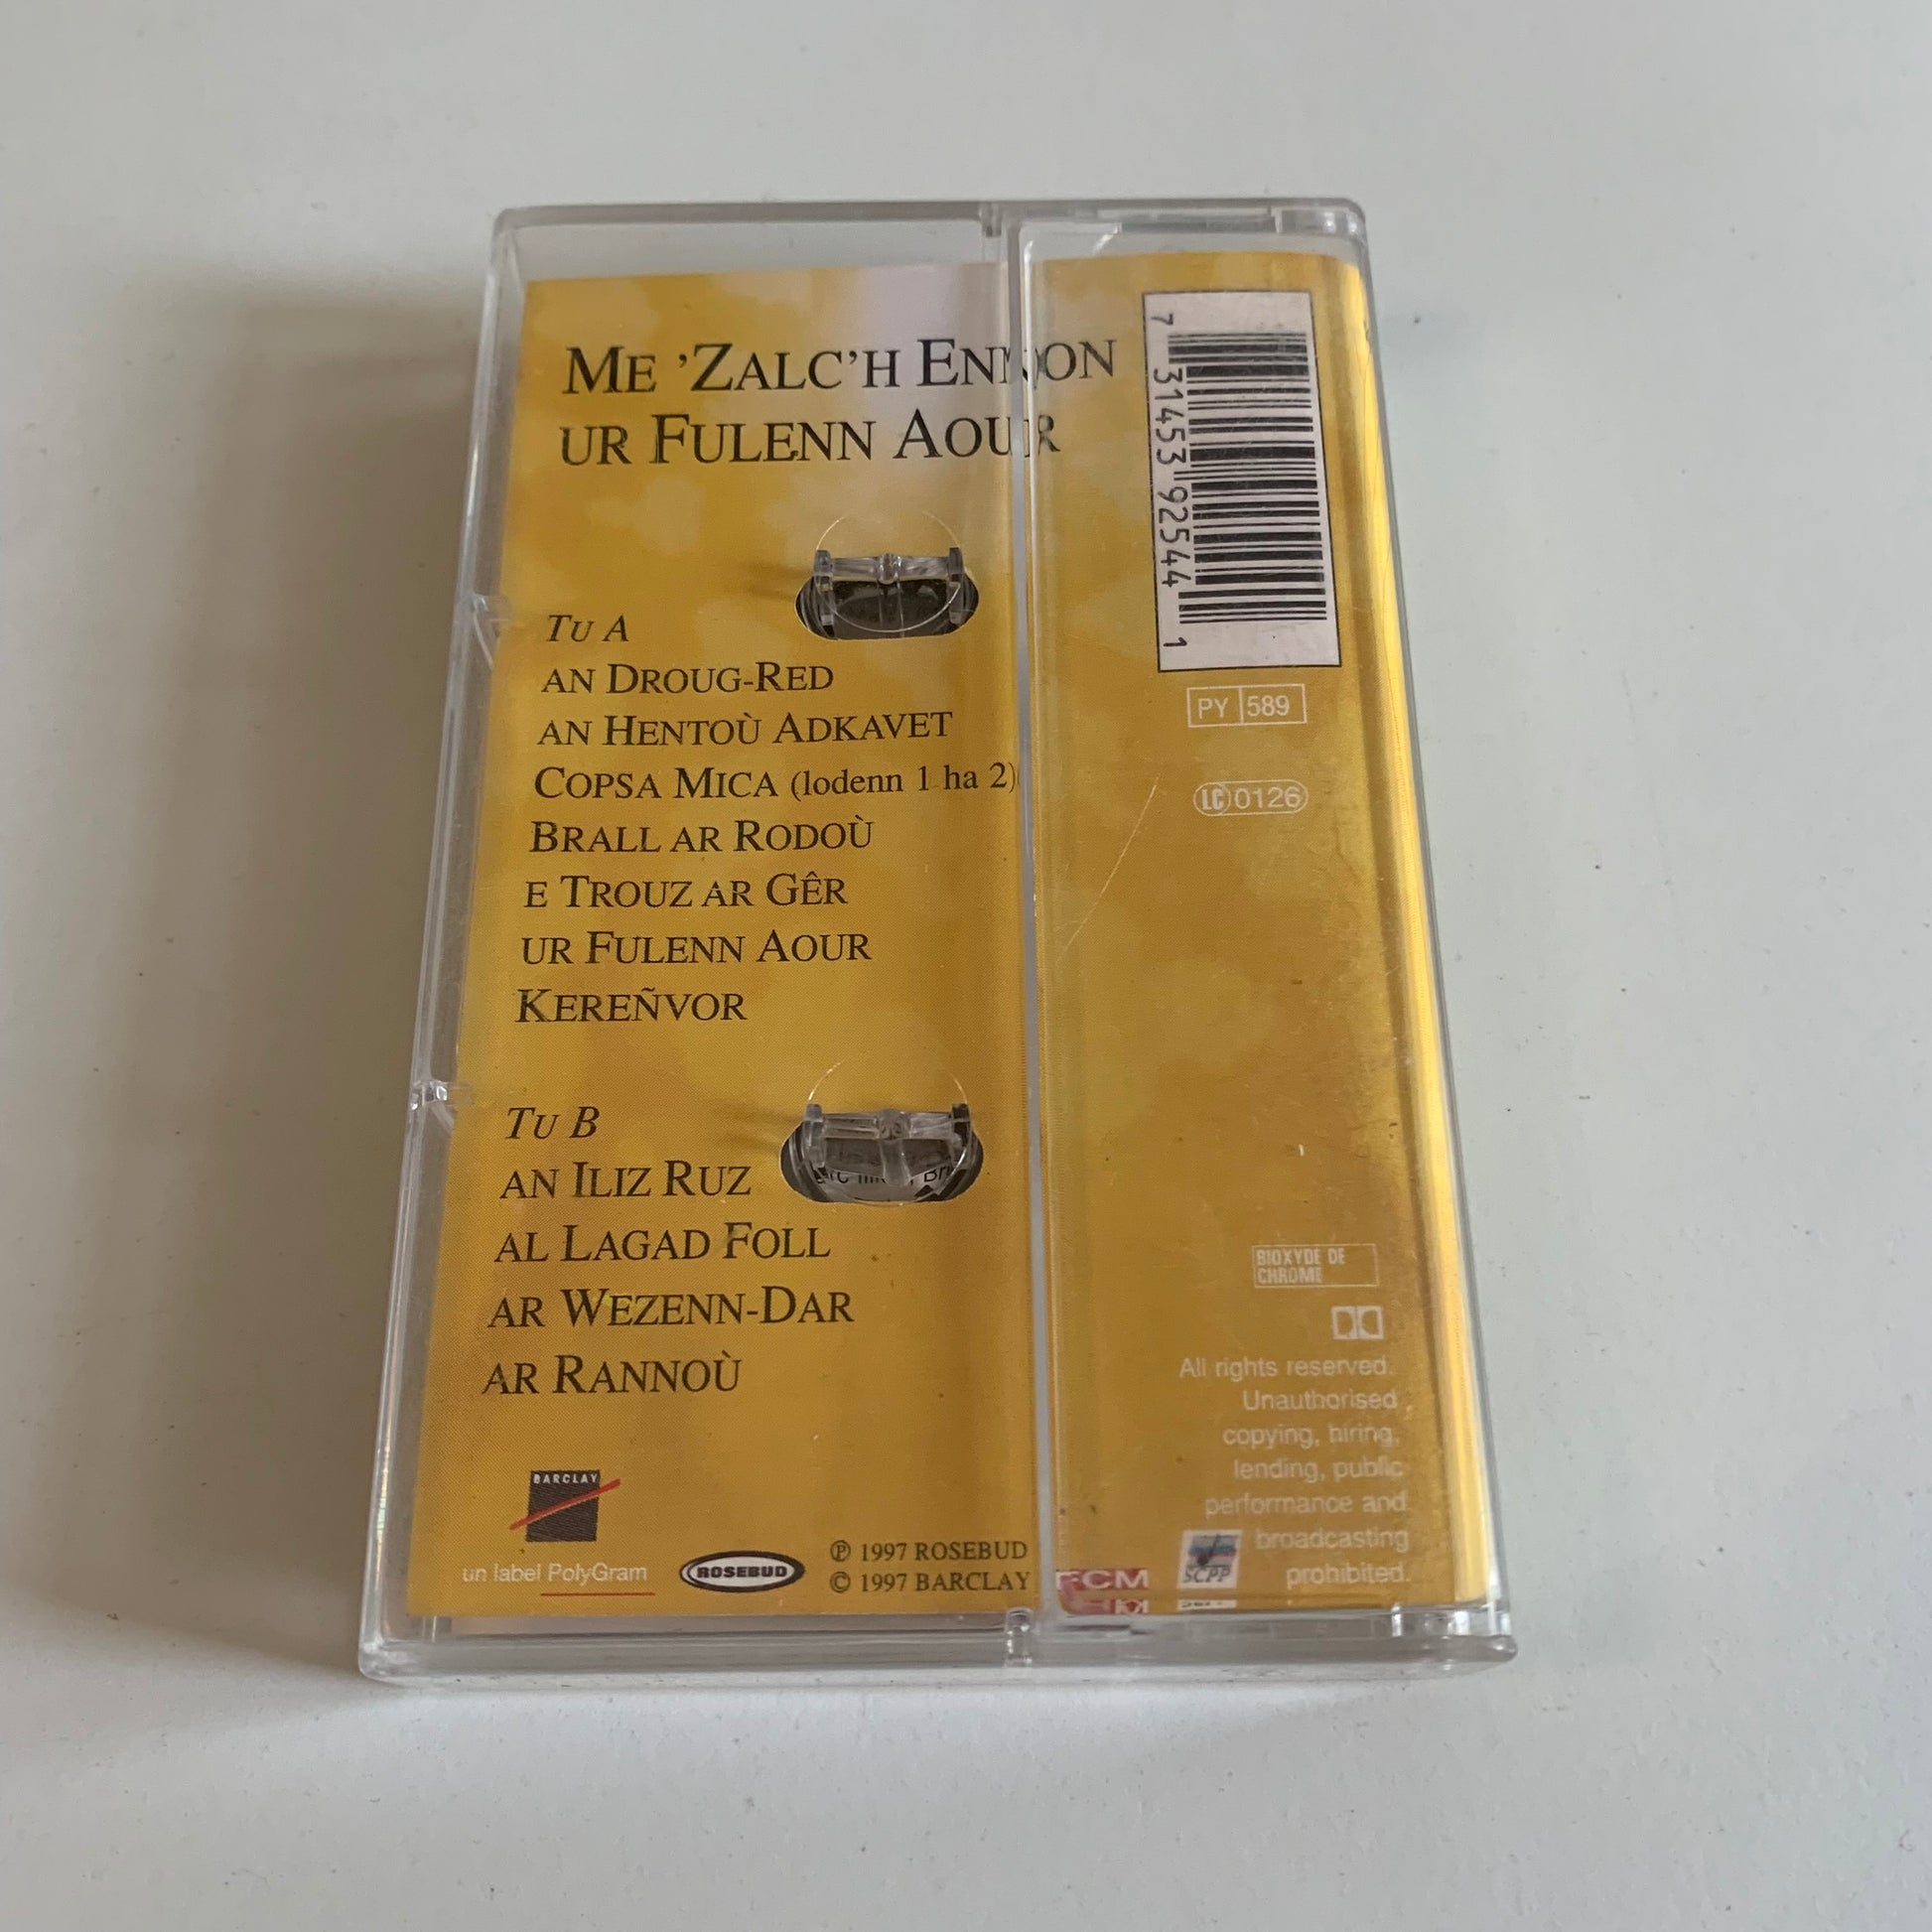 ME 'ZALC'H ENNON
UR FULENN AOUR
TU A
AN DROUG-RED
AN HENTOÙ ADKAVET
COPSA MICA (lodenn 1 ha 2)
BRALL AR RODOÙ
E TROUZ AR GÊR
UR FULENN AOUR
KEREÑVOR
TU B
AN ILIZ RUZ
AL LAGAD FOLL
AR WEZENN-DAR
AR RANNOÙ
BARCLAY
un label PolyGram
ROSEBUD
℗ 1997 ROSEBUD
© 1997 BARCLAY
7 31453 92544 1
PY 589
LC 0126
BIOXYDE DE
CHROME
All rights reserved.
Unauthorised
copying, hiring,
lending, public
performance and
broadcasting
prohibited.
SCPP